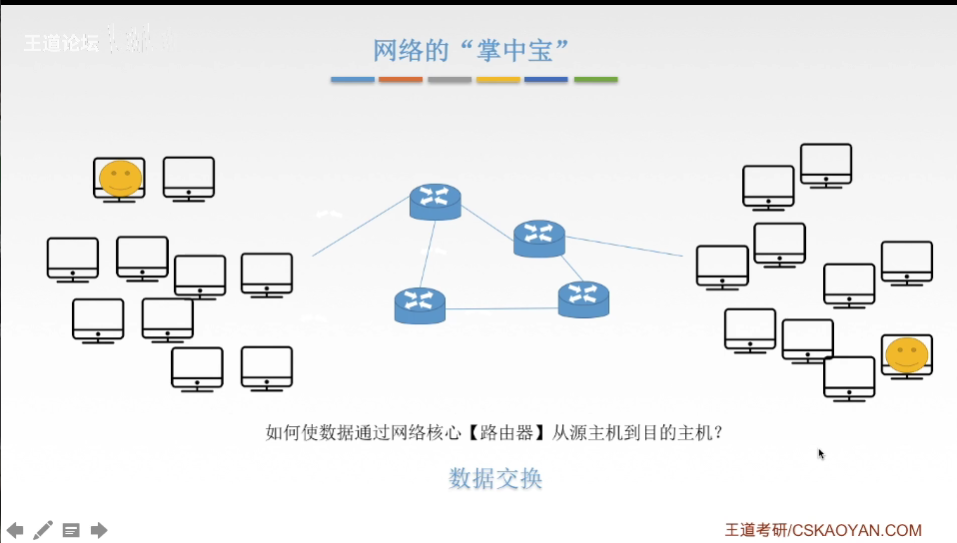 王道论坛
网络的“掌中宝”
如何使数据通过网络核心【路由器】从源主机到目的主机？
数据交换
王道考研/CSKAOYAN.COM